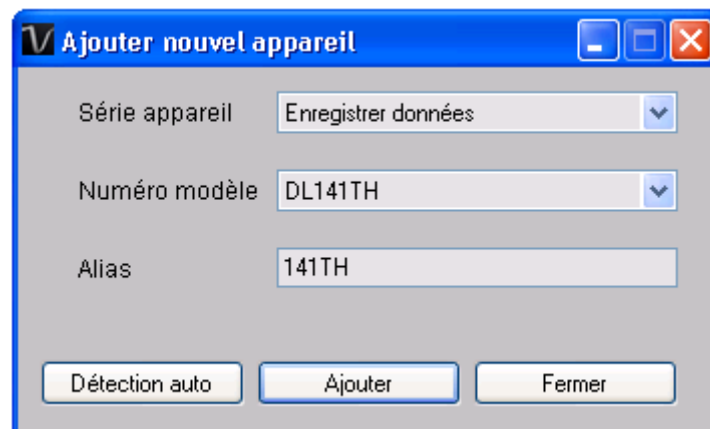 Ajouter nouvel appareil
Série appareil Enregistrer données
Numéro modèle DL141TH
Alias 141TH
Détection auto Ajouter Fermer